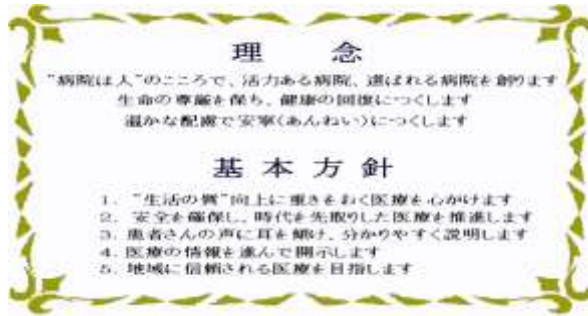 理念
"病院は人"のこころで、活力ある病院、選ばれる病院を創ります
生命の尊厳を保ち、健康の回復につくします
温かな配慮で安寧(あんねい)につくします
基本方針
1. "生活の質"向上に重きをおく医療を心がけます
2. 安全を確保し、時代を先取りした医療を推進します
3. 患者さんの声に耳を傾け、分かりやすく説明します
4. 医療の情報を進んで開示します
5. 地域に信頼される医療を目指します